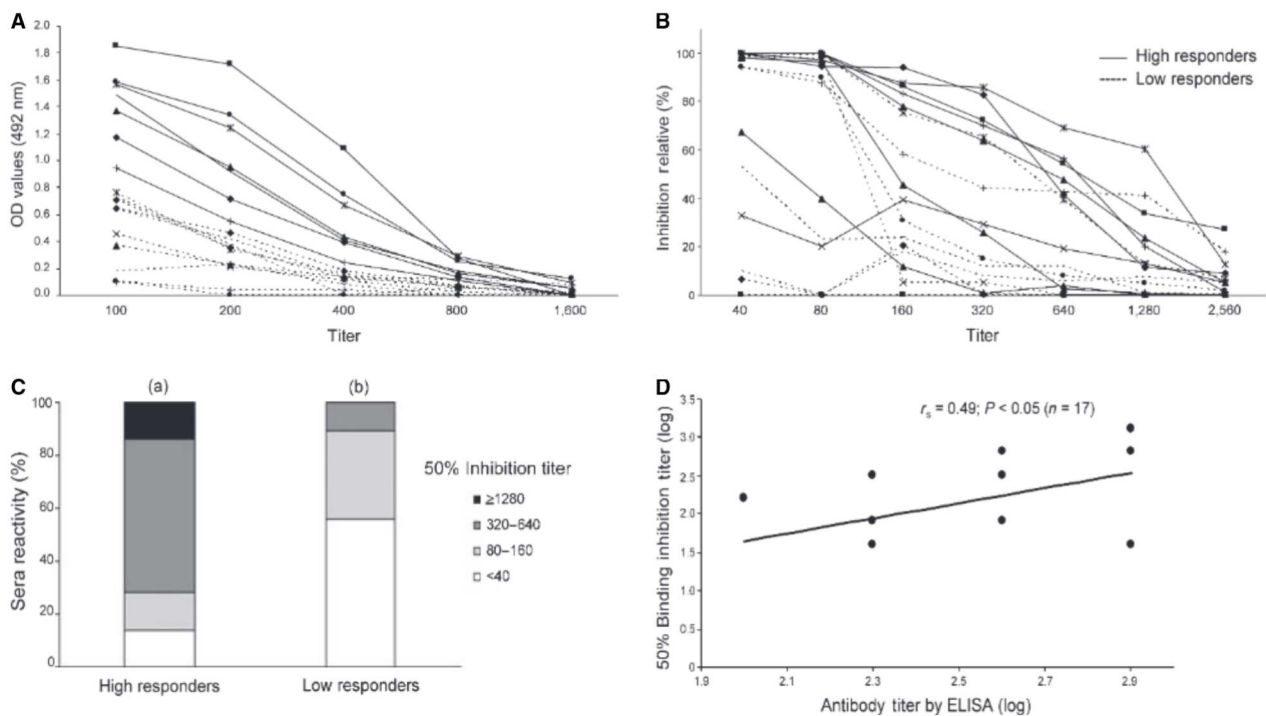 A
2.0
1.8
1.6
1.4
1.2
1.0
0.8
0.6
0.4
0.2
0.0
OD values (492 nm)
100 200 400 800 1,600
Titer
B
100
80
60
40
20
0
Inhibition relative (%)
High responders
Low responders
40 80 160 320 640 1,280 2,560
Titer
C
(a) (b)
100
80
60
40
20
0
Sera reactivity (%)
High responders Low responders
50% Inhibition titer
≥1280
320–640
80–160
<40
D
rs = 0.49; P < 0.05 (n = 17)
3.5
3.0
2.5
2.0
1.5
1.0
0.5
0
50% Binding inhibition titer (log)
1.9 2.1 2.3 2.5 2.7 2.9
Antibody titer by ELISA (log)